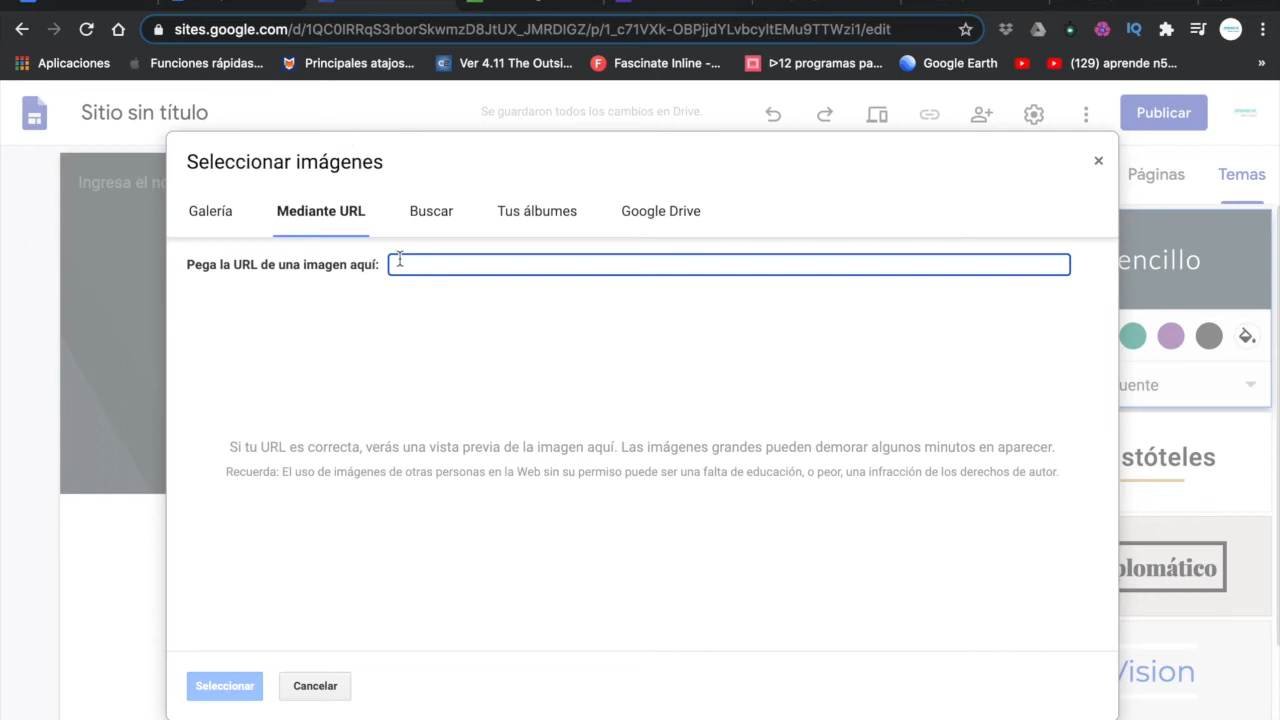 sites.google.com/d/1QC0IRRqS3rborSkwmzD8JtUX_JMRDIGZ/p/1_c71VXk-OBPjjdYLvbcyltEMu9TTWzi1/edit
Aplicaciones Funciones rápidas... Principales atajos... Ver 4.11 The Outsi... Fascinate Inline -... ▷12 programas pa... Google Earth (129) aprende n5... »
Sitio sin título
Se guardaron todos los cambios en Drive.
Publicar
Seleccionar imágenes
Páginas Temas
Ingresa el no
Galería Mediante URL Buscar Tus álbumes Google Drive
Pega la URL de una imagen aquí:
encillo
uente
Si tu URL es correcta, verás una vista previa de la imagen aquí. Las imágenes grandes pueden demorar algunos minutos en aparecer.
Recuerda: El uso de imágenes de otras personas en la Web sin su permiso puede ser una falta de educación, o peor, una infracción de los derechos de autor.
stóteles
plomático
Vision
Seleccionar Cancelar